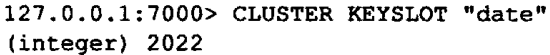 127.0.0.1:7000> CLUSTER KEYSLOT "date"
(integer) 2022